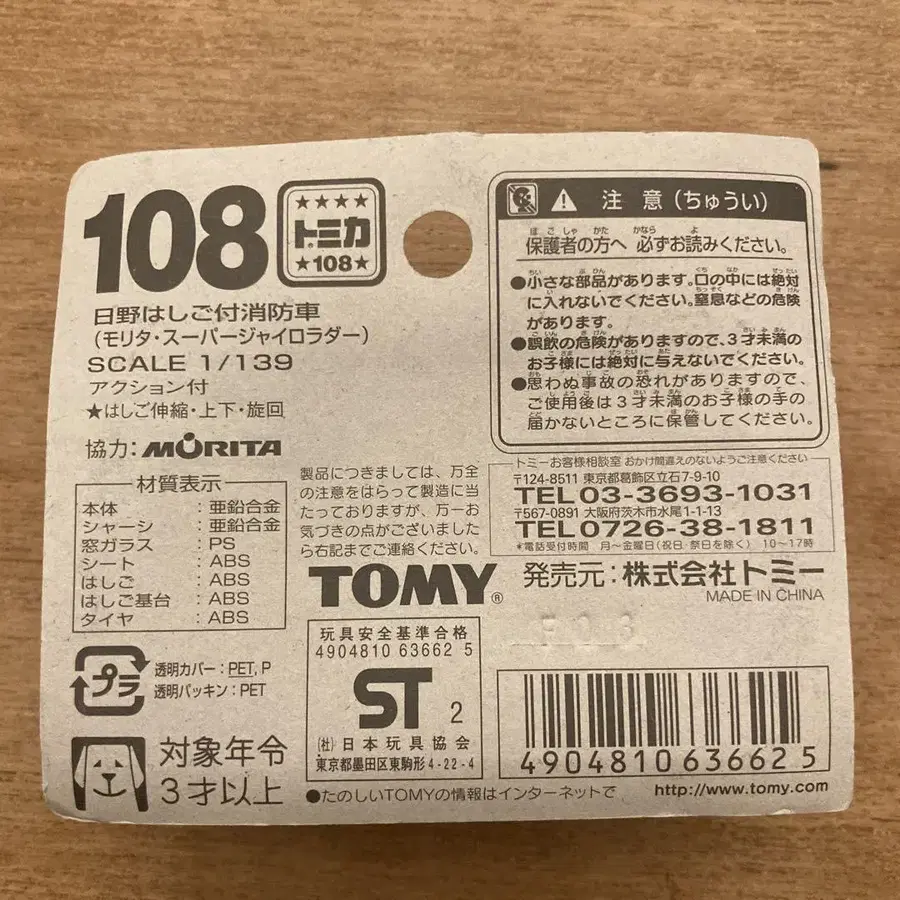 108
トミカ
★108★
日野はしご付消防車
(モリタ・スーパージャイロラダー)
SCALE 1/139
アクション付
★はしご伸縮・上下・旋回
協力:MORITA
材質表示
本体 : 亜鉛合金
シャーシ : 亜鉛合金
窓ガラス : PS
シート : ABS
はしご : ABS
はしご基台 : ABS
タイヤ : ABS
プラ
透明カバー : PET, P
透明パッキン : PET
対象年令
3才以上
注 意(ちゅうい)
保護者の方へ 必ずお読みください。
●小さな部品があります。口の中には絶対
に入れないでください。窒息などの危険
があります。
●誤飲の危険がありますので、3才未満の
お子様には絶対に与えないでください。
●思わぬ事故の恐れがありますので、
ご使用後は3才未満のお子様の手の
届かないところに保管してください。
製品につきましては、万全
の注意をはらって製造に当
たっておりますが、万一お
気づきの点がございました
ら右記までご連絡ください。
トミーお客様相談室 おかけ間違えのないようご注意ください
〒124-8511 東京都葛飾区立石7-9-10
TEL03-3693-1031
〒567-0891 大阪府茨木市水尾1-1-13
TEL0726-38-1811
*電話受付時間 月〜金曜日(祝日祭日を除く) 10〜17時
TOMY®
発売元:株式会社トミー
MADE IN CHINA
玩具安全基準合格
4904810 63662 5
ST 2
(社)日本玩具協会
東京都墨田区東駒形4-22-4
4904810636625
●たのしいTOMYの情報はインターネットで
http://www.tomy.com